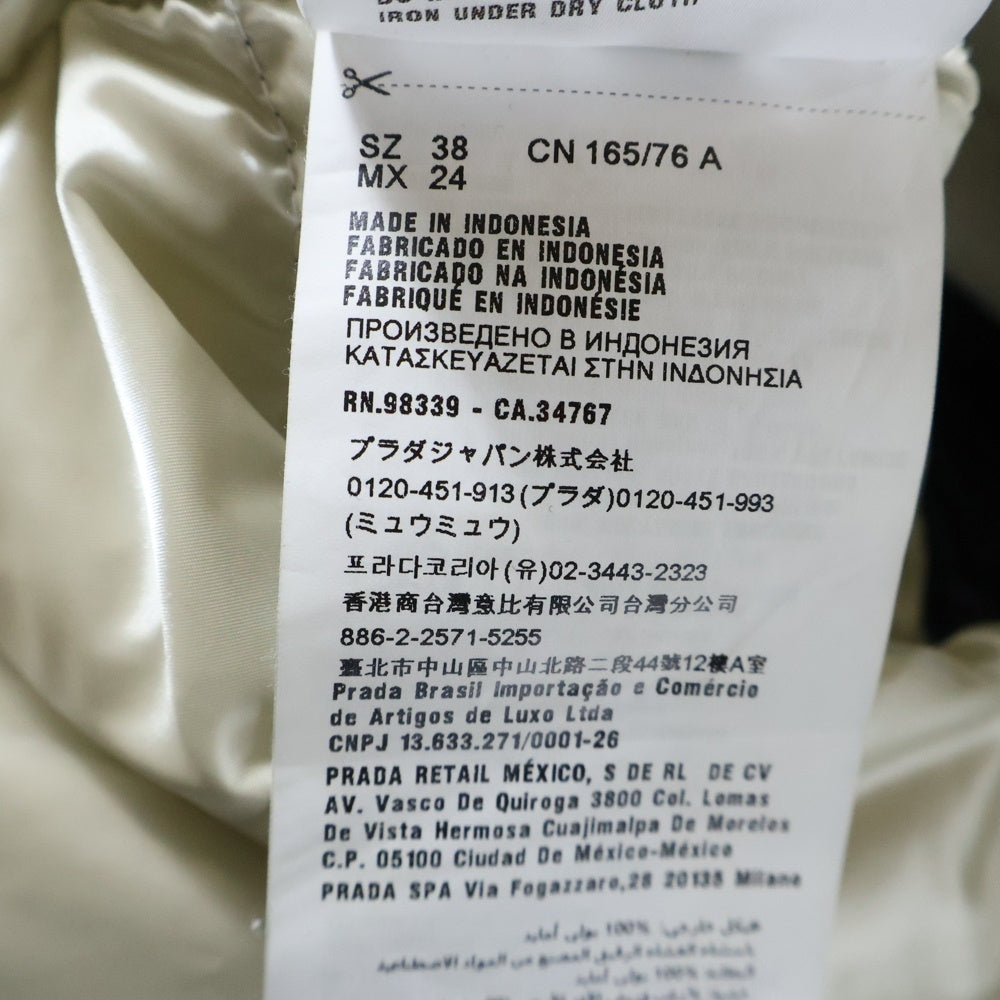 IRON UNDER DRY CLOTH
SZ 38 CN 165/76 A
MX 24
MADE IN INDONESIA
FABRICADO EN INDONESIA
FABRICADO NA INDONÉSIA
FABRIQUÉ EN INDONÉSIE
ПРОИЗВЕДЕНО В ИНДОНЕЗИЯ
ΚΑΤΑΣΚΕΥΑΖΕΤΑΙ ΣΤΗΝ ΙΝΔΟΝΗΣΙΑ
RN.98339 - CA.34767
プラダジャパン株式会社
0120-451-913(プラダ)0120-451-993
(ミュウミュウ)
프라다코리아(유)02-3443-2323
香港商台灣意比有限公司台灣分公司
886-2-2571-5255
臺北市中山區中山北路二段44號12樓A室
Prada Brasil Importação e Comércio
de Artigos de Luxo Ltda
CNPJ 13.633.271/0001-26
PRADA RETAIL MÉXICO, S DE RL DE CV
AV. Vasco De Quiroga 3800 Col. Lomas
De Vista Hermosa Cuajimalpa De Morelos
C.P. 05100 Ciudad De México-México
PRADA SPA Via Fogazzaro,28 20135 Milano